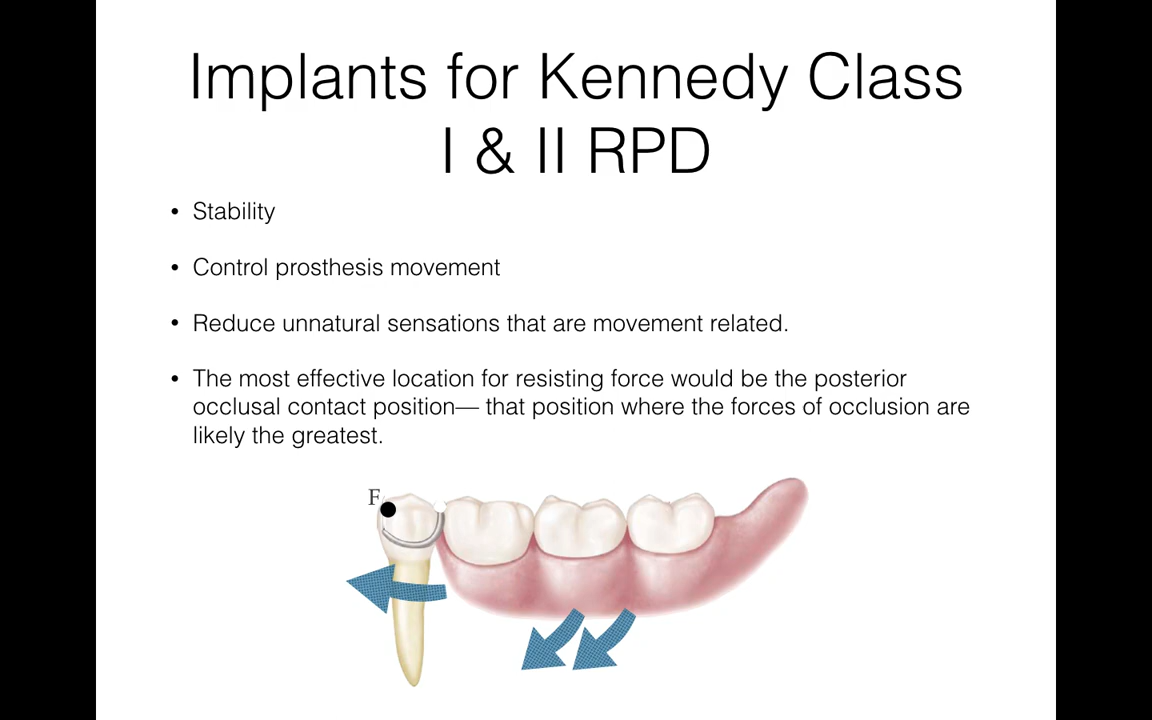 Implants for Kennedy Class
I & II RPD
• Stability
• Control prosthesis movement
• Reduce unnatural sensations that are movement related.
• The most effective location for resisting force would be the posterior
occlusal contact position— that position where the forces of occlusion are
likely the greatest.
F